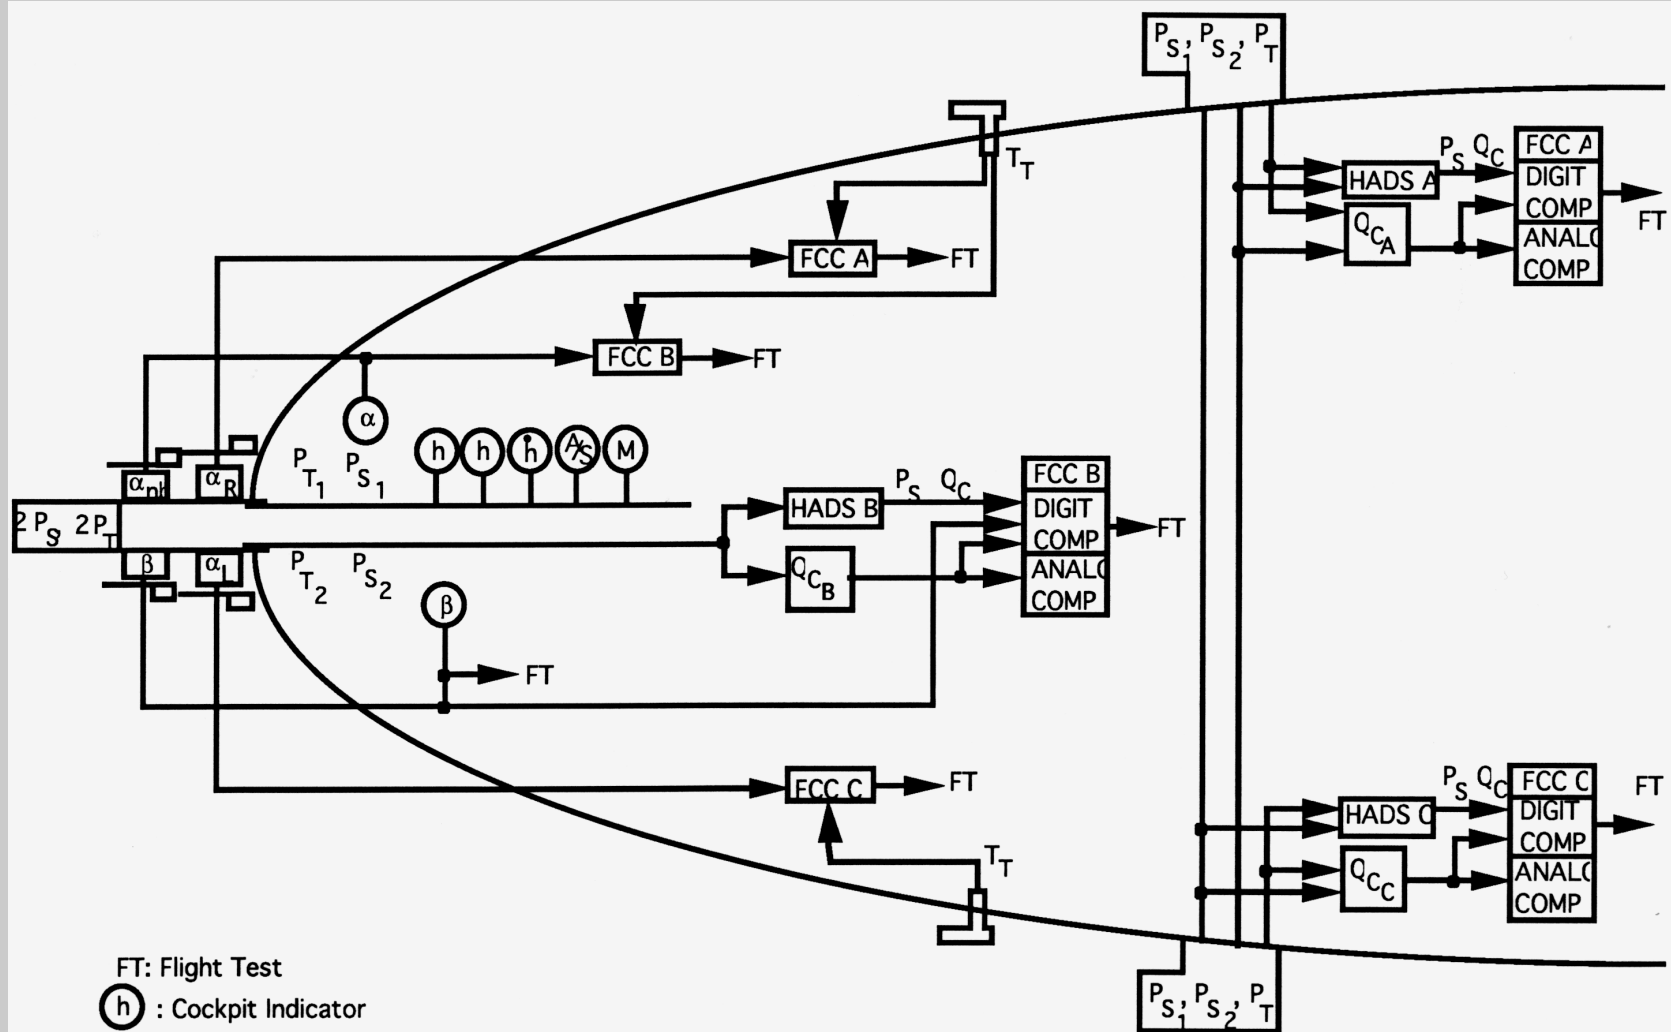 PS1, PS2, PT
TT
PS QC
FCC A
HADS A
DIGIT
COMP
QCA
FT
ANALO
COMP
FCC A
FT
FCC B
FT
α
h
h
ḣ
A/S
M
PT1 PS1
αnb
αR
2 PS, 2PT
β
αL
PT2 PS2
β
FT
PS QC
HADS B
QCB
FCC B
DIGIT
COMP
ANALO
COMP
FT
FCC C
FT
TT
PS QC
FCC C
FT
HADS C
DIGIT
COMP
QCC
ANALO
COMP
FT: Flight Test
h : Cockpit Indicator
PS1, PS2, PT